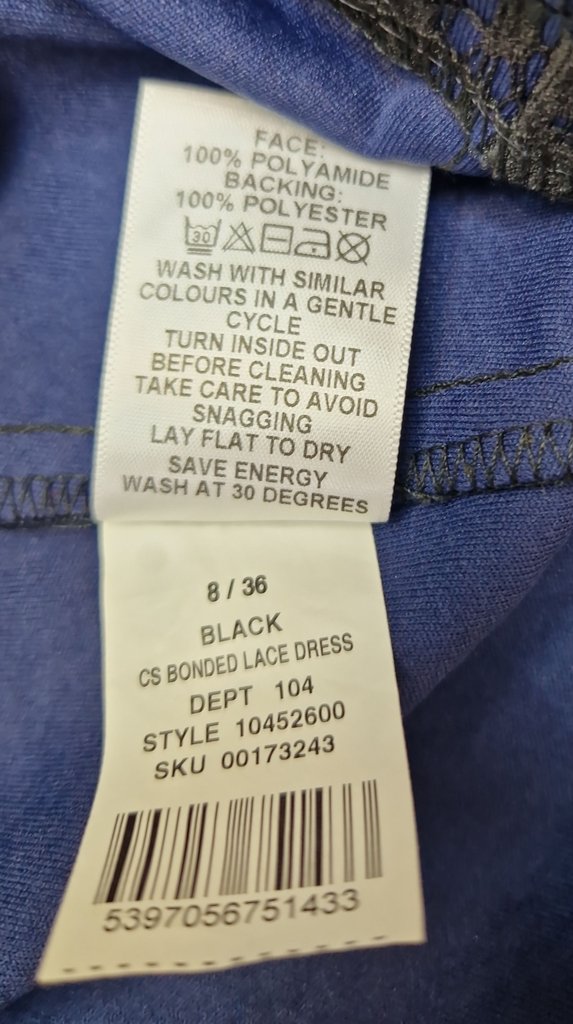 FACE:
100% POLYAMIDE
BACKING:
100% POLYESTER
30
WASH WITH SIMILAR
COLOURS IN A GENTLE
CYCLE
TURN INSIDE OUT
BEFORE CLEANING
TAKE CARE TO AVOID
SNAGGING
LAY FLAT TO DRY
SAVE ENERGY
WASH AT 30 DEGREES
8 / 36
BLACK
CS BONDED LACE DRESS
DEPT 104
STYLE 10452600
SKU 00173243
5397056751433